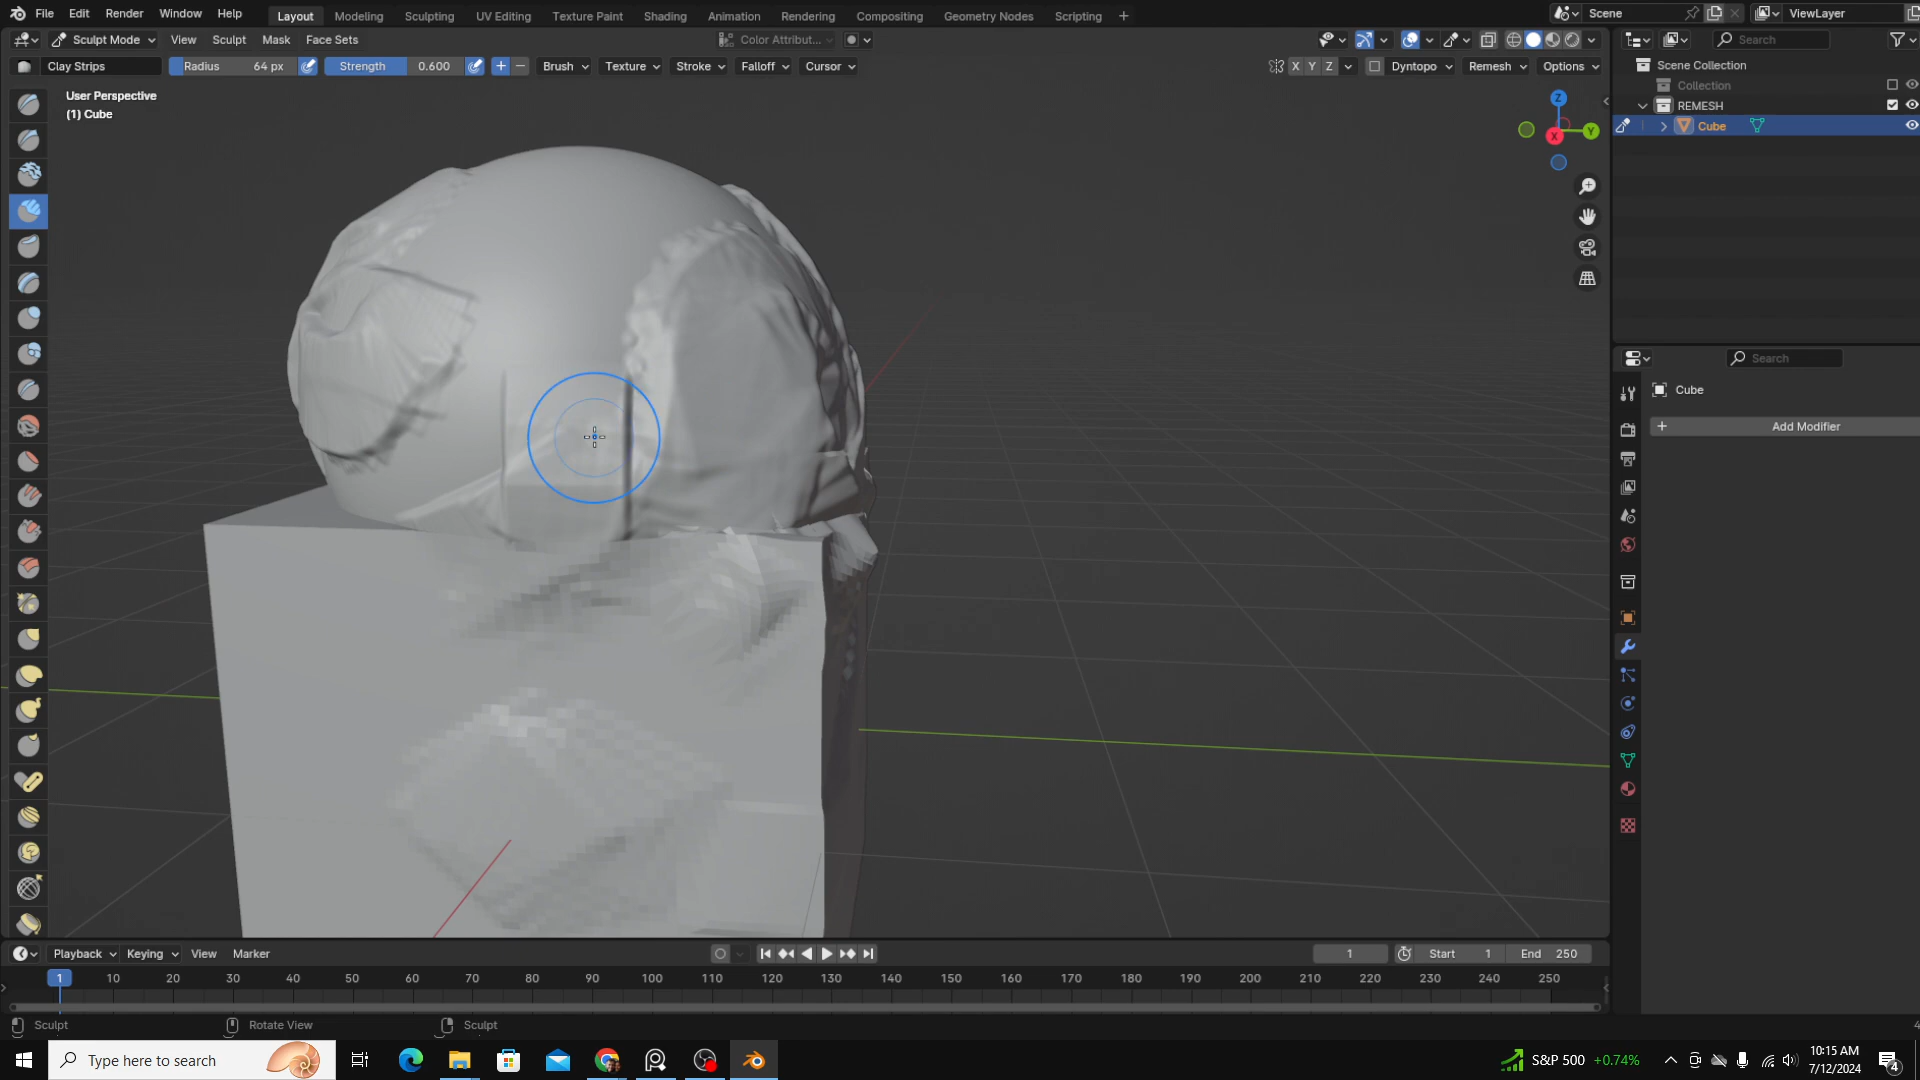 File Edit Render Window Help Layout Modeling Sculpting UV Editing Texture Paint Shading Animation Rendering Compositing Geometry Nodes Scripting + Scene ViewLayer
Sculpt Mode View Sculpt Mask Face Sets Color Attribut... Search
Clay Strips Radius 64 px Strength 0.600 Brush Texture Stroke Falloff Cursor X Y Z Dyntopo Remesh Options
Scene Collection
Collection
REMESH
Cube
User Perspective
(1) Cube
Z
Y
X
Search
Cube
+ Add Modifier
Playback Keying View Marker 1 Start 1 End 250
1 10 20 30 40 50 60 70 80 90 100 110 120 130 140 150 160 170 180 190 200 210 220 230 240 250
Sculpt Rotate View Sculpt
Type here to search S&P 500 +0.74% 10:15 AM
7/12/2024
4